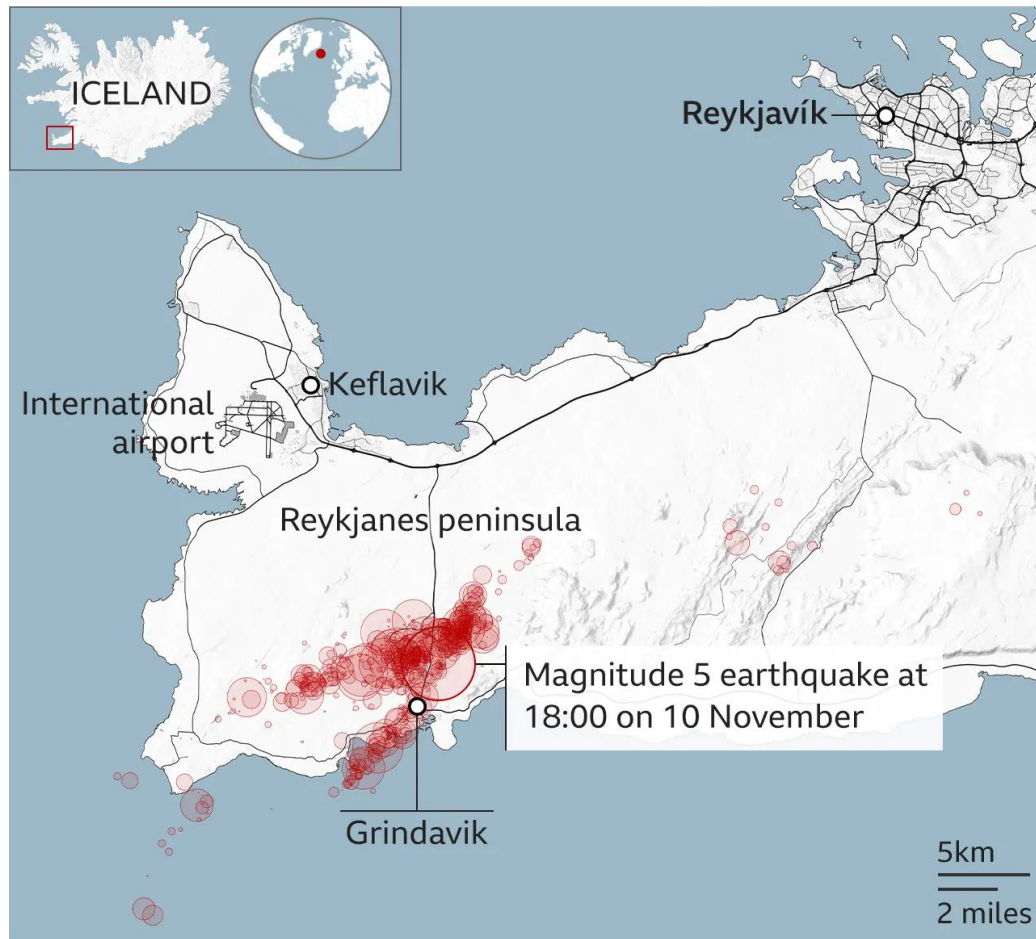 ICELAND
Reykjavík
Keflavik
International
airport
Reykjanes peninsula
Magnitude 5 earthquake at
18:00 on 10 November
Grindavik
5km
2 miles